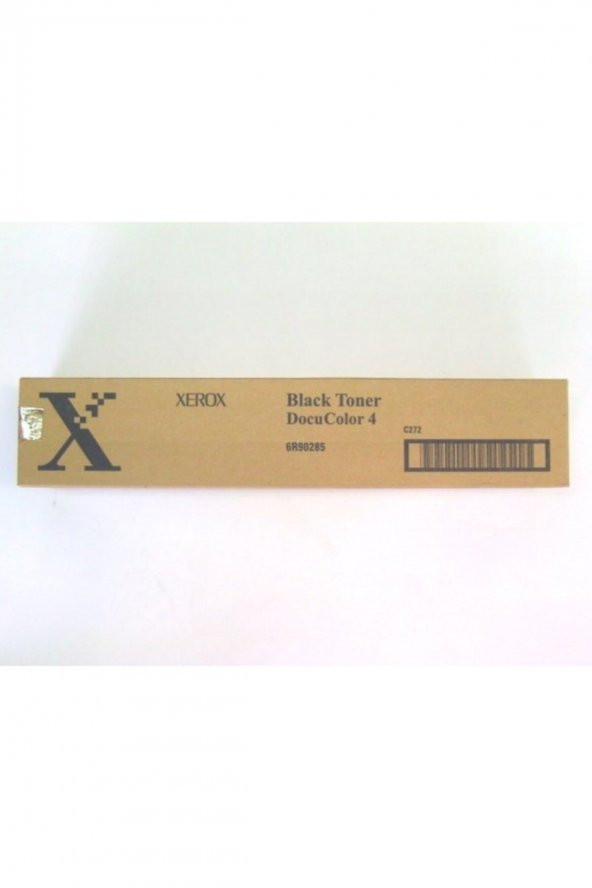 X
XEROX
Black Toner
DocuColor 4
6R90285
C272